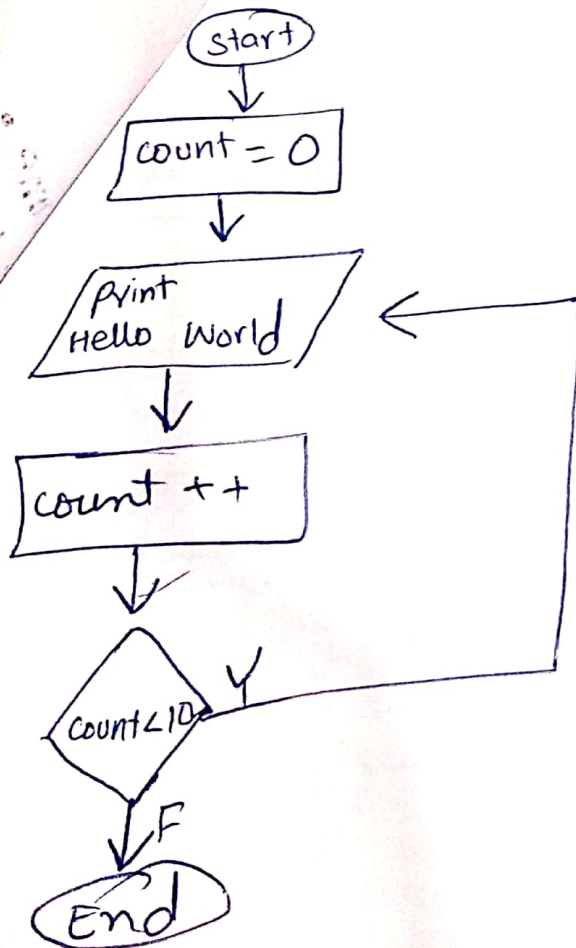 Start
count = 0
Print
Hello World
count ++
count<10
Y
F
End